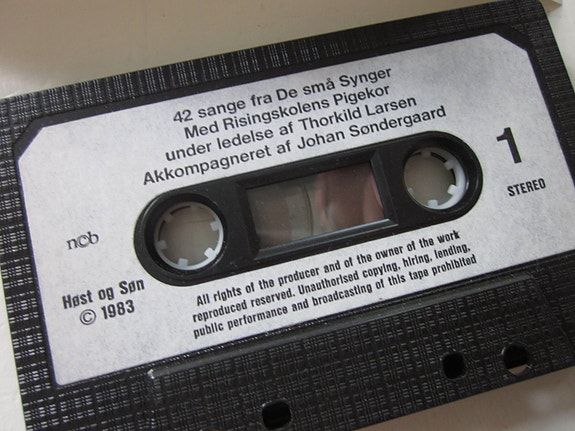 42 sange fra De små Synger
Med Risingskolens Pigekor
under ledelse af Thorkild Larsen
Akkompagneret af Johan Søndergaard
1
STEREO
n©b
Høst og Søn
© 1983
All rights of the producer and of the owner of the work
reproduced reserved. Unauthorised copying, hiring, lending,
public performance and broadcasting of this tape prohibited